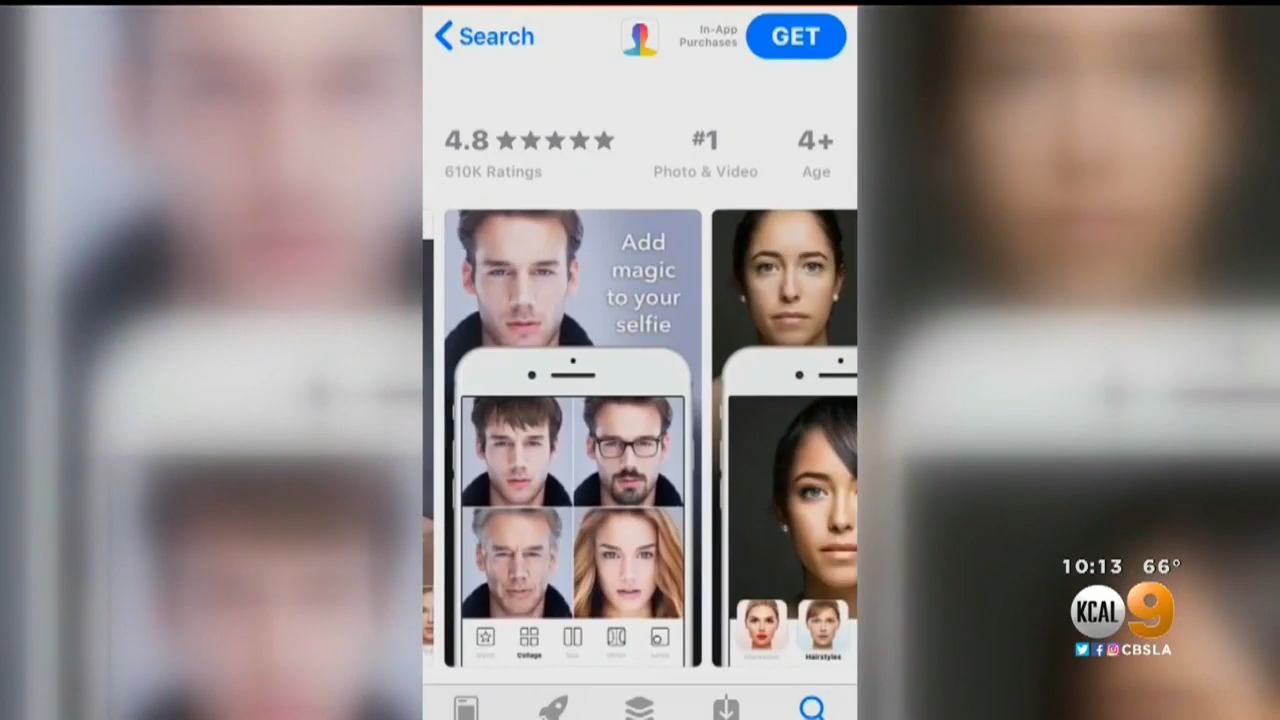 Search
In-App
Purchases
GET
4.8
#1
4+
610K Ratings
Photo & Video
Age
Add
magic
to your
selfie
Collage
Hairstyles
10:13 66°
KCAL 9
CBSLA